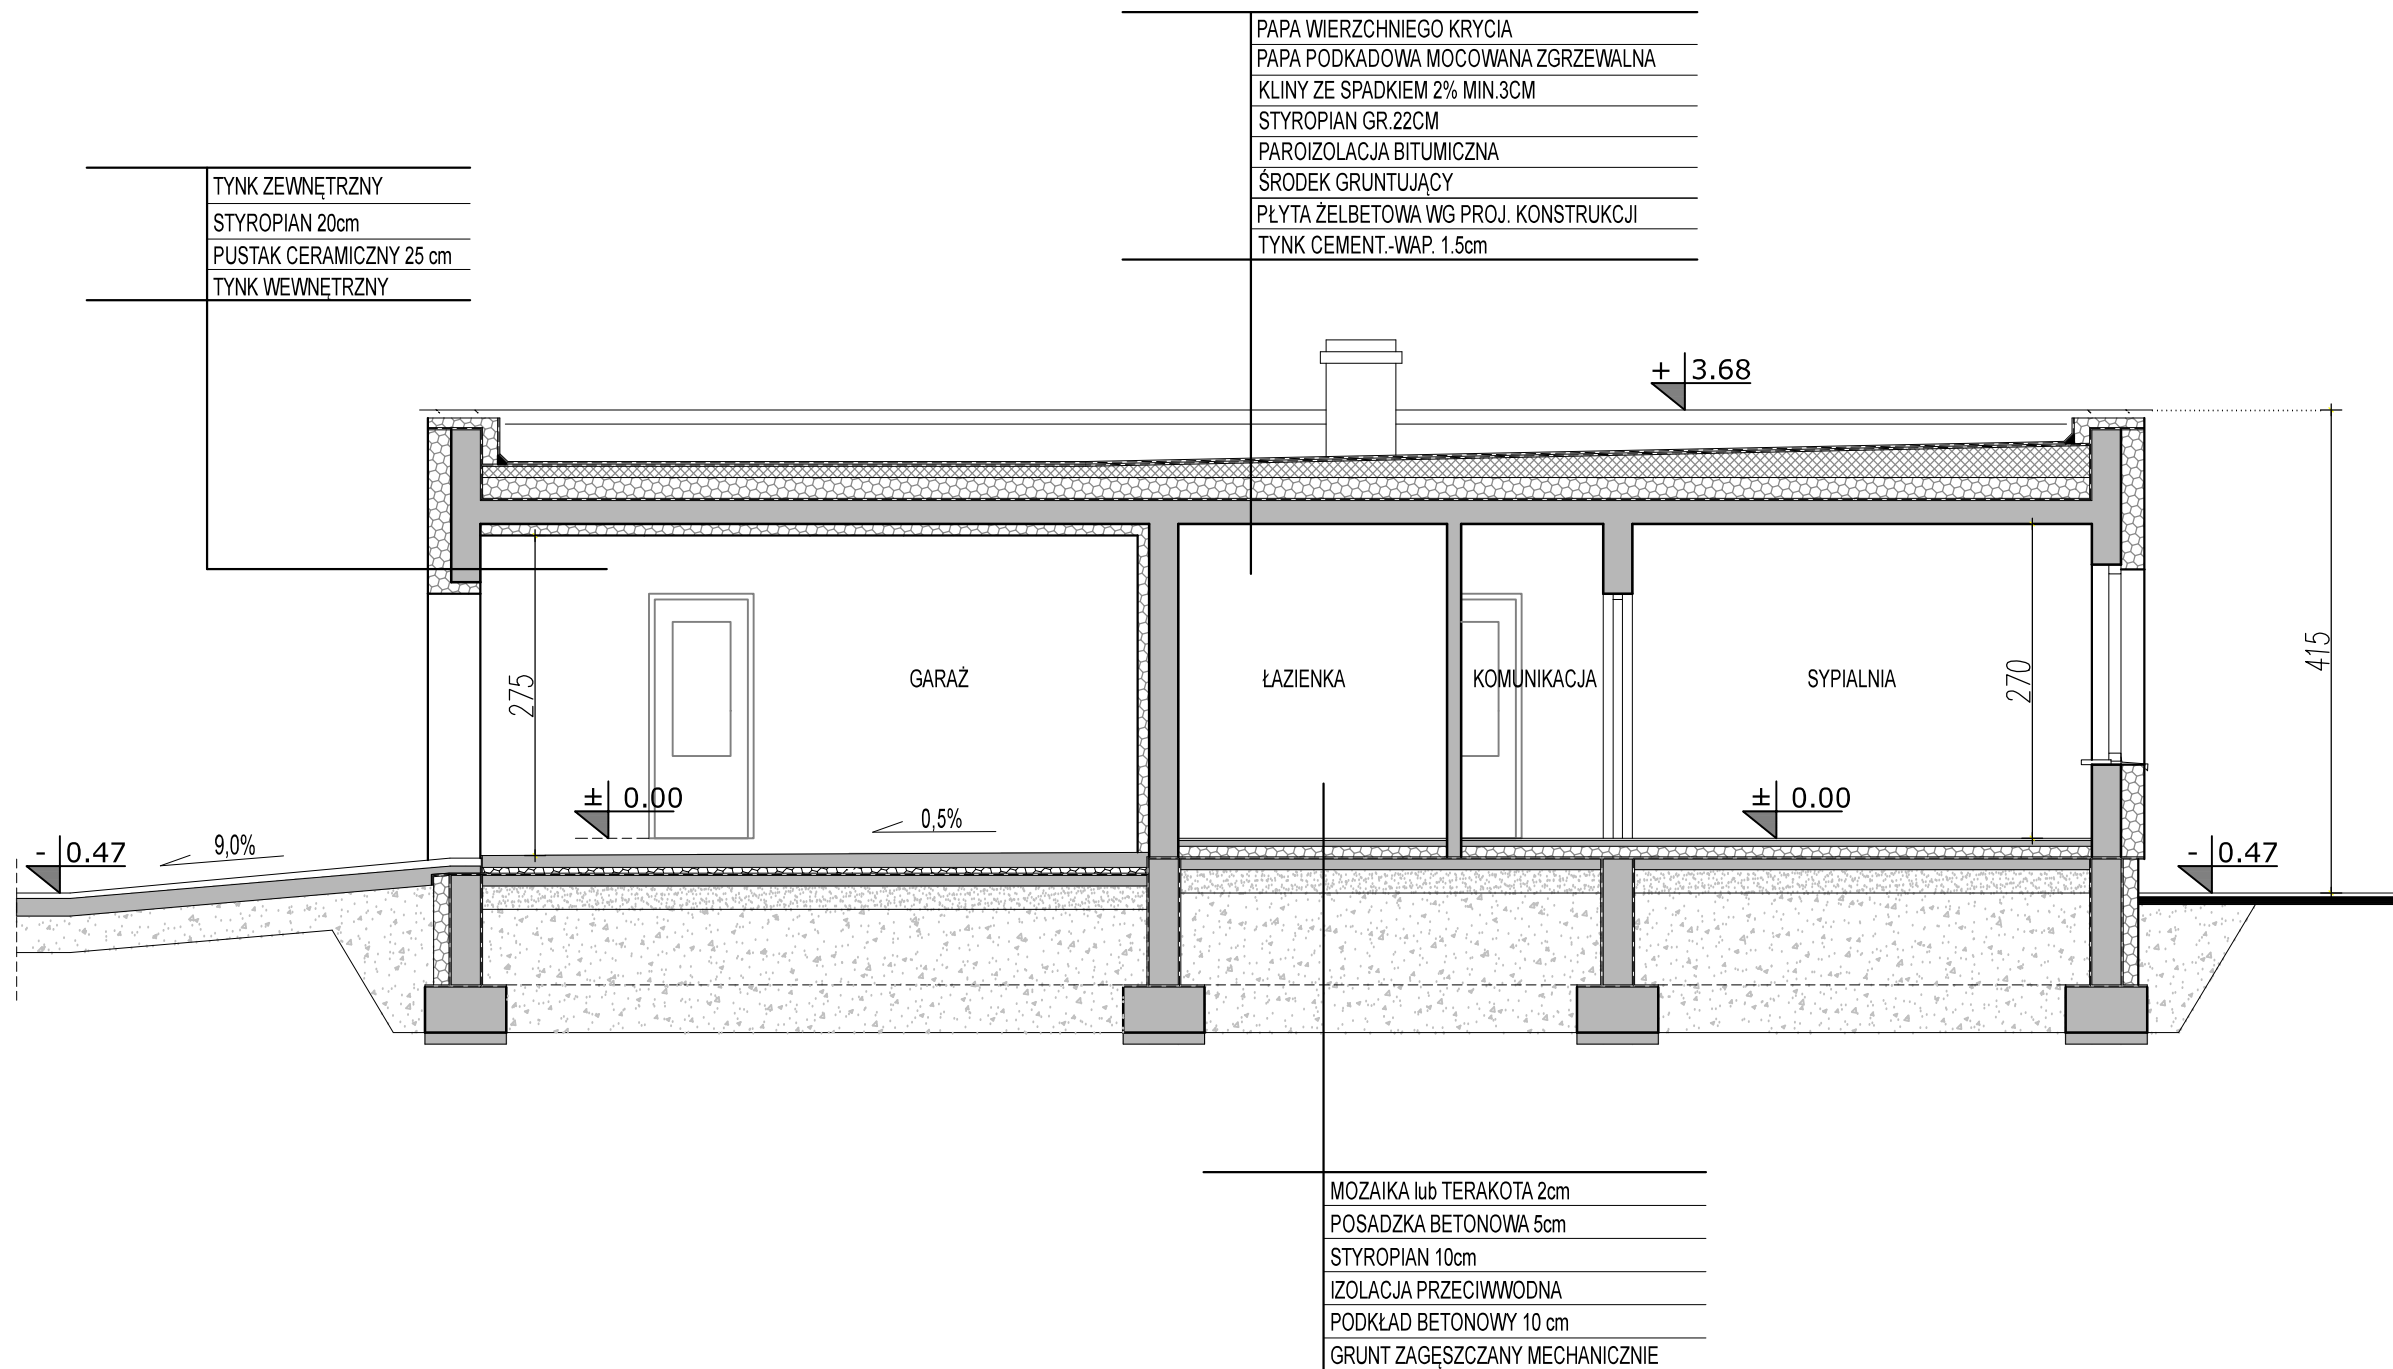 PAPA WIERZCHNIEGO KRYCIA
PAPA PODKADOWA MOCOWANA ZGRZEWALNA
KLINY ZE SPADKIEM 2% MIN.3CM
STYROPIAN GR.22CM
PAROIZOLACJA BITUMICZNA
ŚRODEK GRUNTUJĄCY
PŁYTA ŻELBETOWA WG PROJ. KONSTRUKCJI
TYNK CEMENT.-WAP. 1.5cm
TYNK ZEWNĘTRZNY
STYROPIAN 20cm
PUSTAK CERAMICZNY 25 cm
TYNK WEWNĘTRZNY
+ 3.68
415
275
GARAŻ
ŁAZIENKA
KOMUNIKACJA
SYPIALNIA
270
± 0.00
± 0.00
0,5%
9,0%
- 0.47
- 0.47
MOZAIKA lub TERAKOTA 2cm
POSADZKA BETONOWA 5cm
STYROPIAN 10cm
IZOLACJA PRZECIWWODNA
PODKŁAD BETONOWY 10 cm
GRUNT ZAGĘSZCZANY MECHANICZNIE